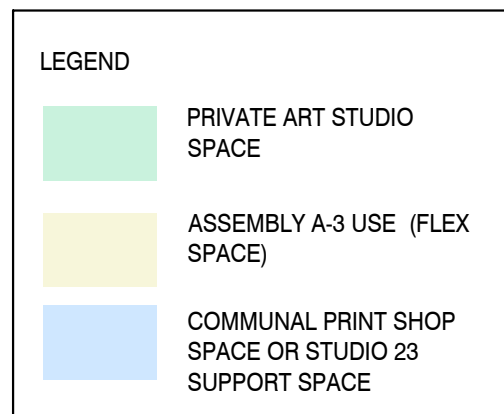 LEGEND
PRIVATE ART STUDIO
SPACE
ASSEMBLY A-3 USE (FLEX
SPACE)
COMMUNAL PRINT SHOP
SPACE OR STUDIO 23
SUPPORT SPACE